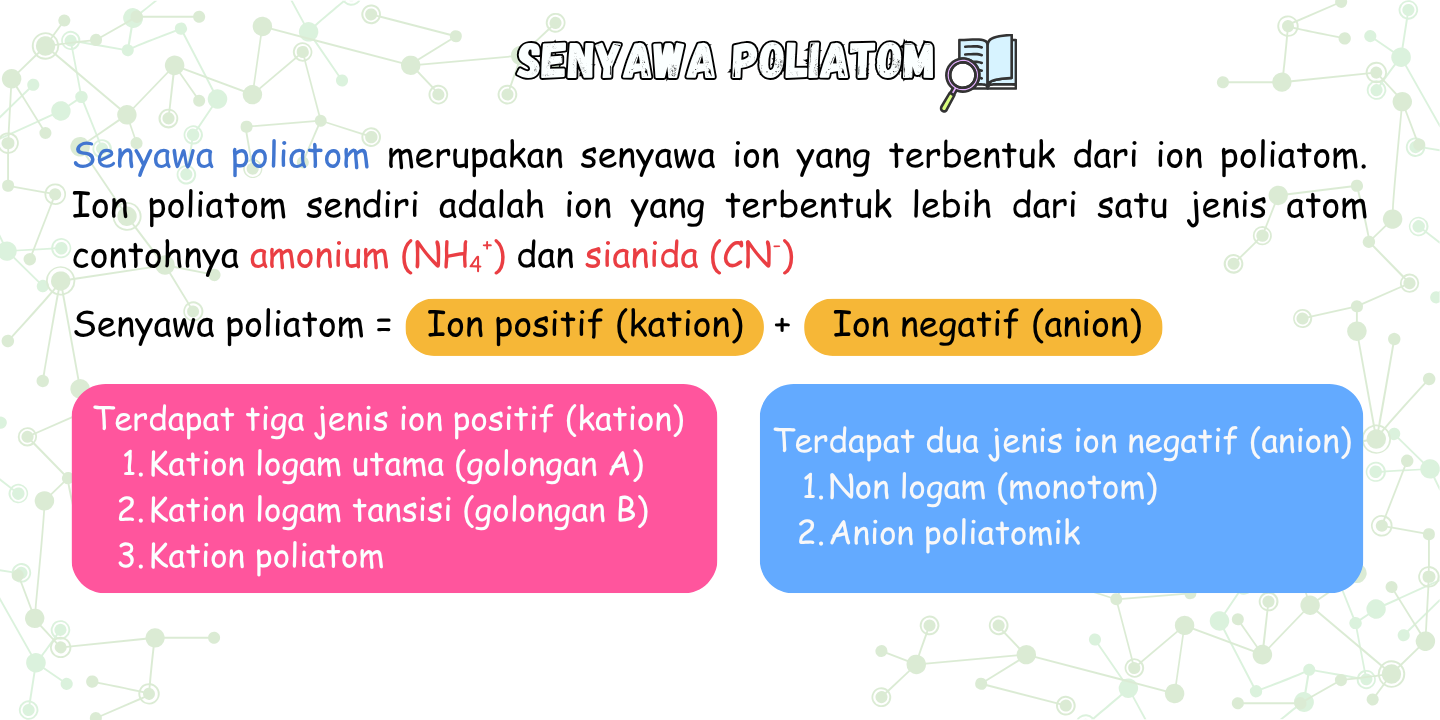 SENYAWA POLIATOM
Senyawa poliatom merupakan senyawa ion yang terbentuk dari ion poliatom.
Ion poliatom sendiri adalah ion yang terbentuk lebih dari satu jenis atom
contohnya amonium (NH₄⁺) dan sianida (CN⁻)
Senyawa poliatom = Ion positif (kation) + Ion negatif (anion)
Terdapat tiga jenis ion positif (kation)
1. Kation logam utama (golongan A)
2. Kation logam tansisi (golongan B)
3. Kation poliatom
Terdapat dua jenis ion negatif (anion)
1. Non logam (monotom)
2. Anion poliatomik